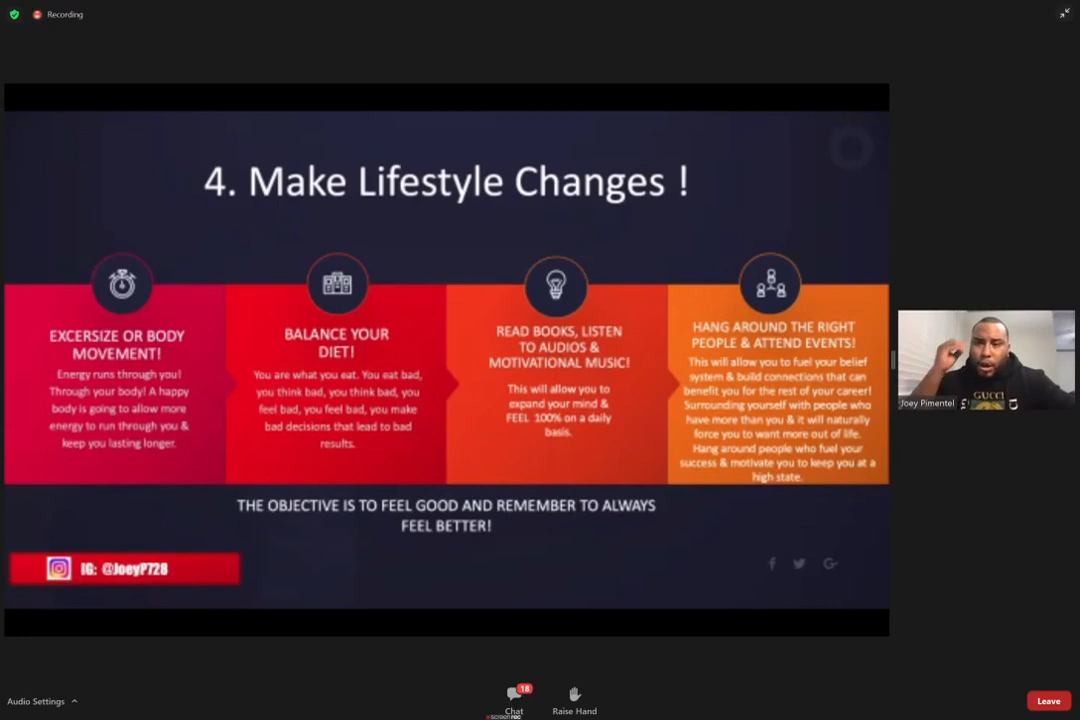 Recording
4. Make Lifestyle Changes !
EXCERSIZE OR BODY
MOVEMENT!
Energy runs through you!
Through your body! A happy
body is going to allow more
energy to run through you &
keep you lasting longer.
BALANCE YOUR
DIET!
You are what you eat. You eat bad,
you think bad, you think bad, you
feel bad, you feel bad, you make
bad decisions that lead to bad
results.
READ BOOKS, LISTEN
TO AUDIOS &
MOTIVATIONAL MUSIC!
This will allow you to
expand your mind &
FEEL 100% on a daily
basis.
HANG AROUND THE RIGHT
PEOPLE & ATTEND EVENTS!
This will allow you to fuel your belief
system & build connections that can
benefit you for the rest of your career!
Surrounding yourself with people who
have more than you & it will naturally
force you to want more out of life.
Hang around people who fuel your
success & motivate you to keep you at a
high state.
THE OBJECTIVE IS TO FEEL GOOD AND REMEMBER TO ALWAYS
FEEL BETTER!
IG: @JoeyP728
GUCCI
Joey Pimentel
Audio Settings
18
Chat
screenrec
Raise Hand
Leave